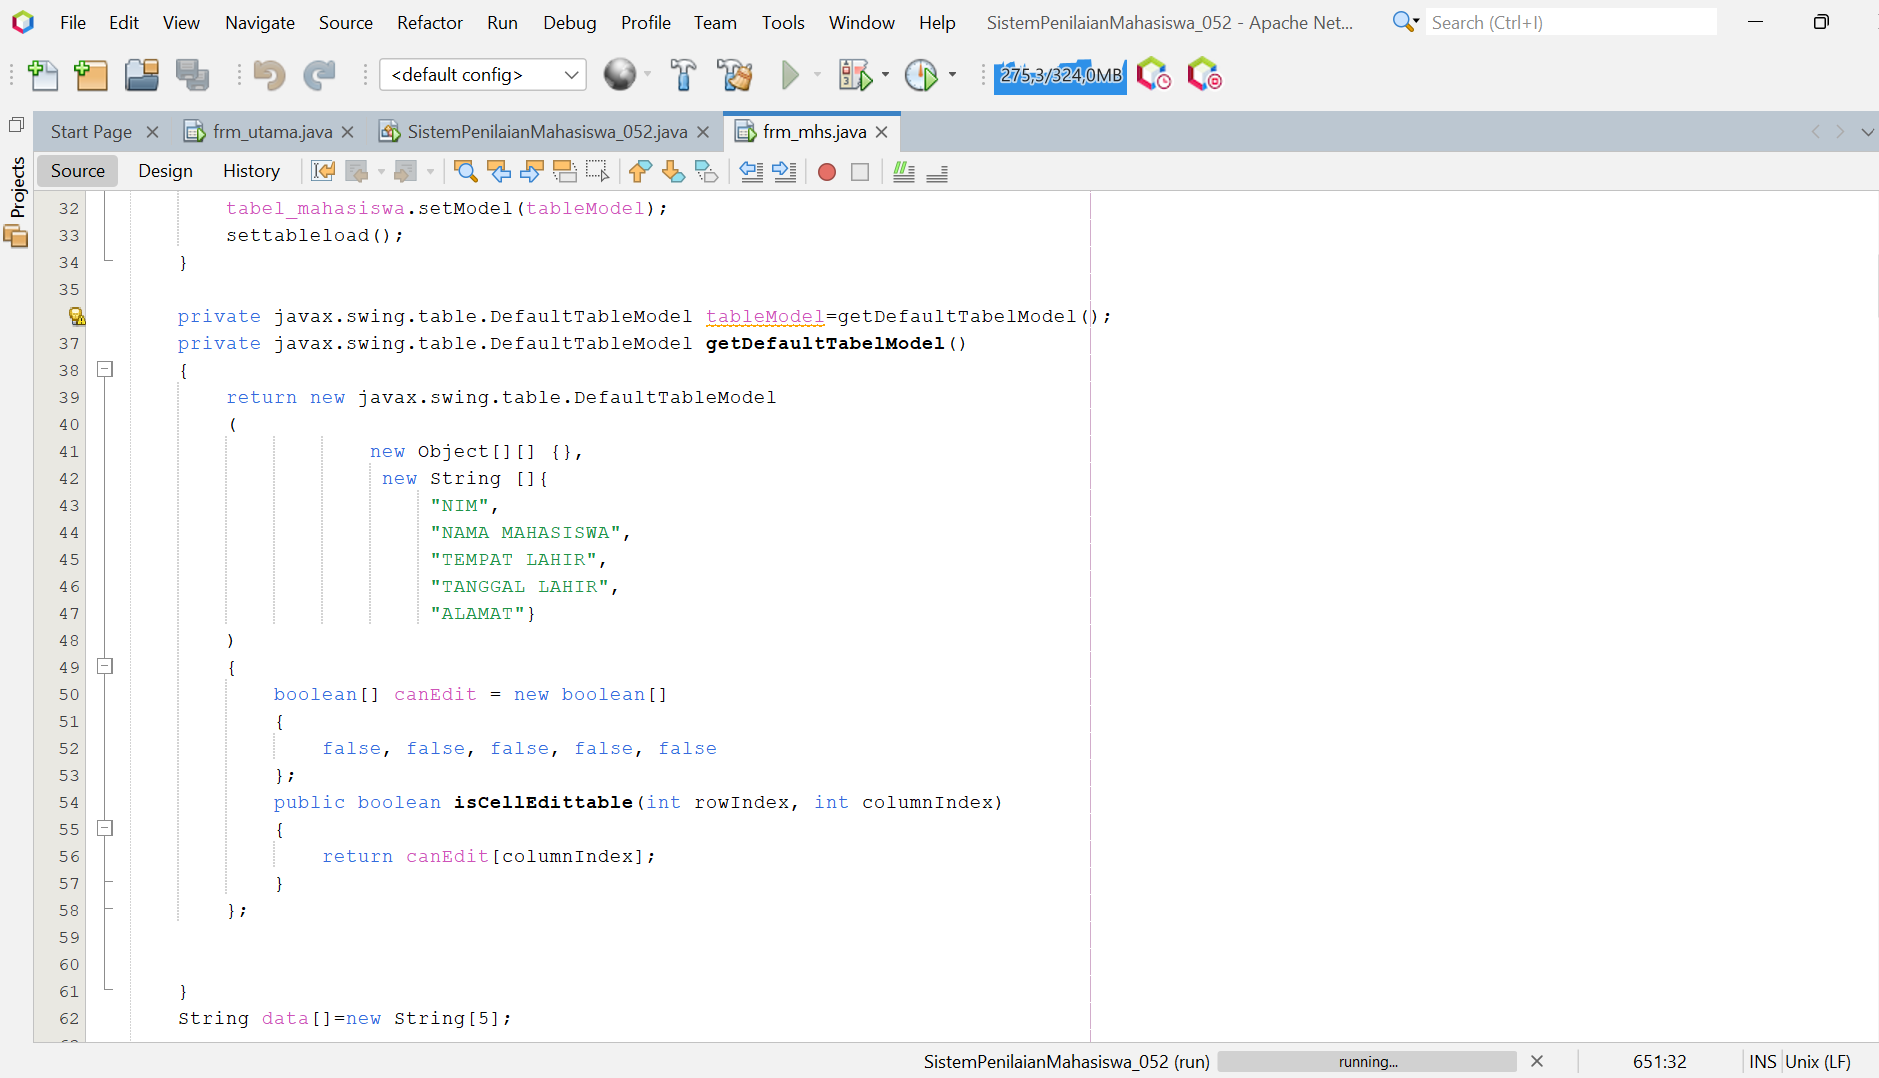 File Edit View Navigate Source Refactor Run Debug Profile Team Tools Window Help SistemPenilaianMahasiswa_052 - Apache Net... Search (Ctrl+I)
<default config> 275,3/324,0MB
Start Page frm_utama.java SistemPenilaianMahasiswa_052.java frm_mhs.java
Source Design History
Projects
32 tabel_mahasiswa.setModel(tableModel);
33 settableload();
34 }
35
private javax.swing.table.DefaultTableModel tableModel=getDefaultTabelModel();
37 private javax.swing.table.DefaultTableModel getDefaultTabelModel()
38 {
39 return new javax.swing.table.DefaultTableModel
40 (
41 new Object[][] {},
42 new String []{
43 "NIM",
44 "NAMA MAHASISWA",
45 "TEMPAT LAHIR",
46 "TANGGAL LAHIR",
47 "ALAMAT"}
48 )
49 {
50 boolean[] canEdit = new boolean[]
51 {
52 false, false, false, false, false
53 };
54 public boolean isCellEdittable(int rowIndex, int columnIndex)
55 {
56 return canEdit[columnIndex];
57 }
58 };
59
60
61 }
62 String data[]=new String[5];
SistemPenilaianMahasiswa_052 (run) running... 651:32 INS Unix (LF)